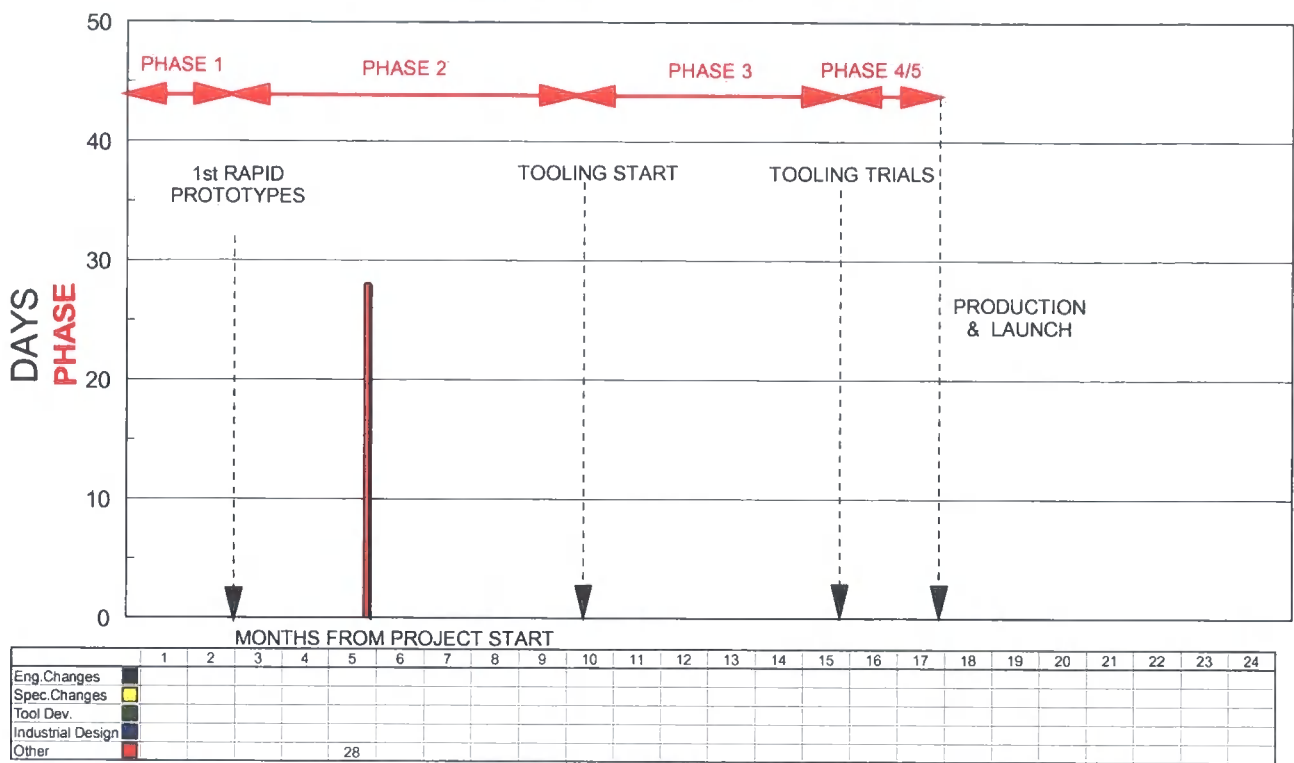 50
40
30
20
10
0
DAYS
PHASE
PHASE 1
PHASE 2
PHASE 3
PHASE 4/5
1st RAPID
PROTOTYPES
TOOLING START
TOOLING TRIALS
PRODUCTION
& LAUNCH
MONTHS FROM PROJECT START
1 2 3 4 5 6 7 8 9 10 11 12 13 14 15 16 17 18 19 20 21 22 23 24
Eng.Changes
Spec.Changes
Tool Dev.
Industrial Design
Other 28